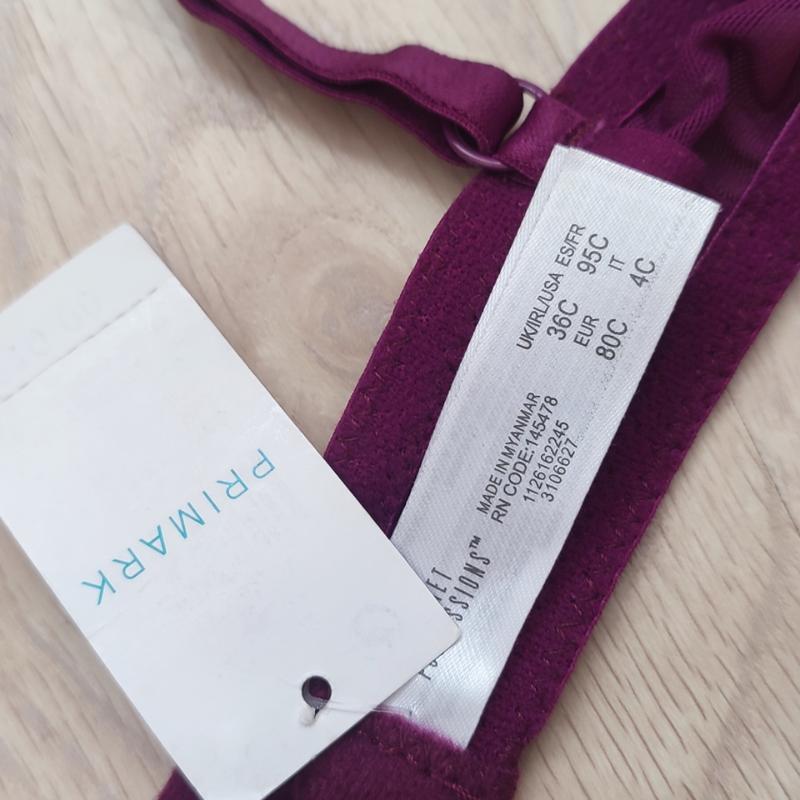 PRIMARK
UK/IRL/USA ES/FR
36C 95C
EUR IT
80C 4C
MADE IN MYANMAR
RN CODE:145478
1126162245
3106627